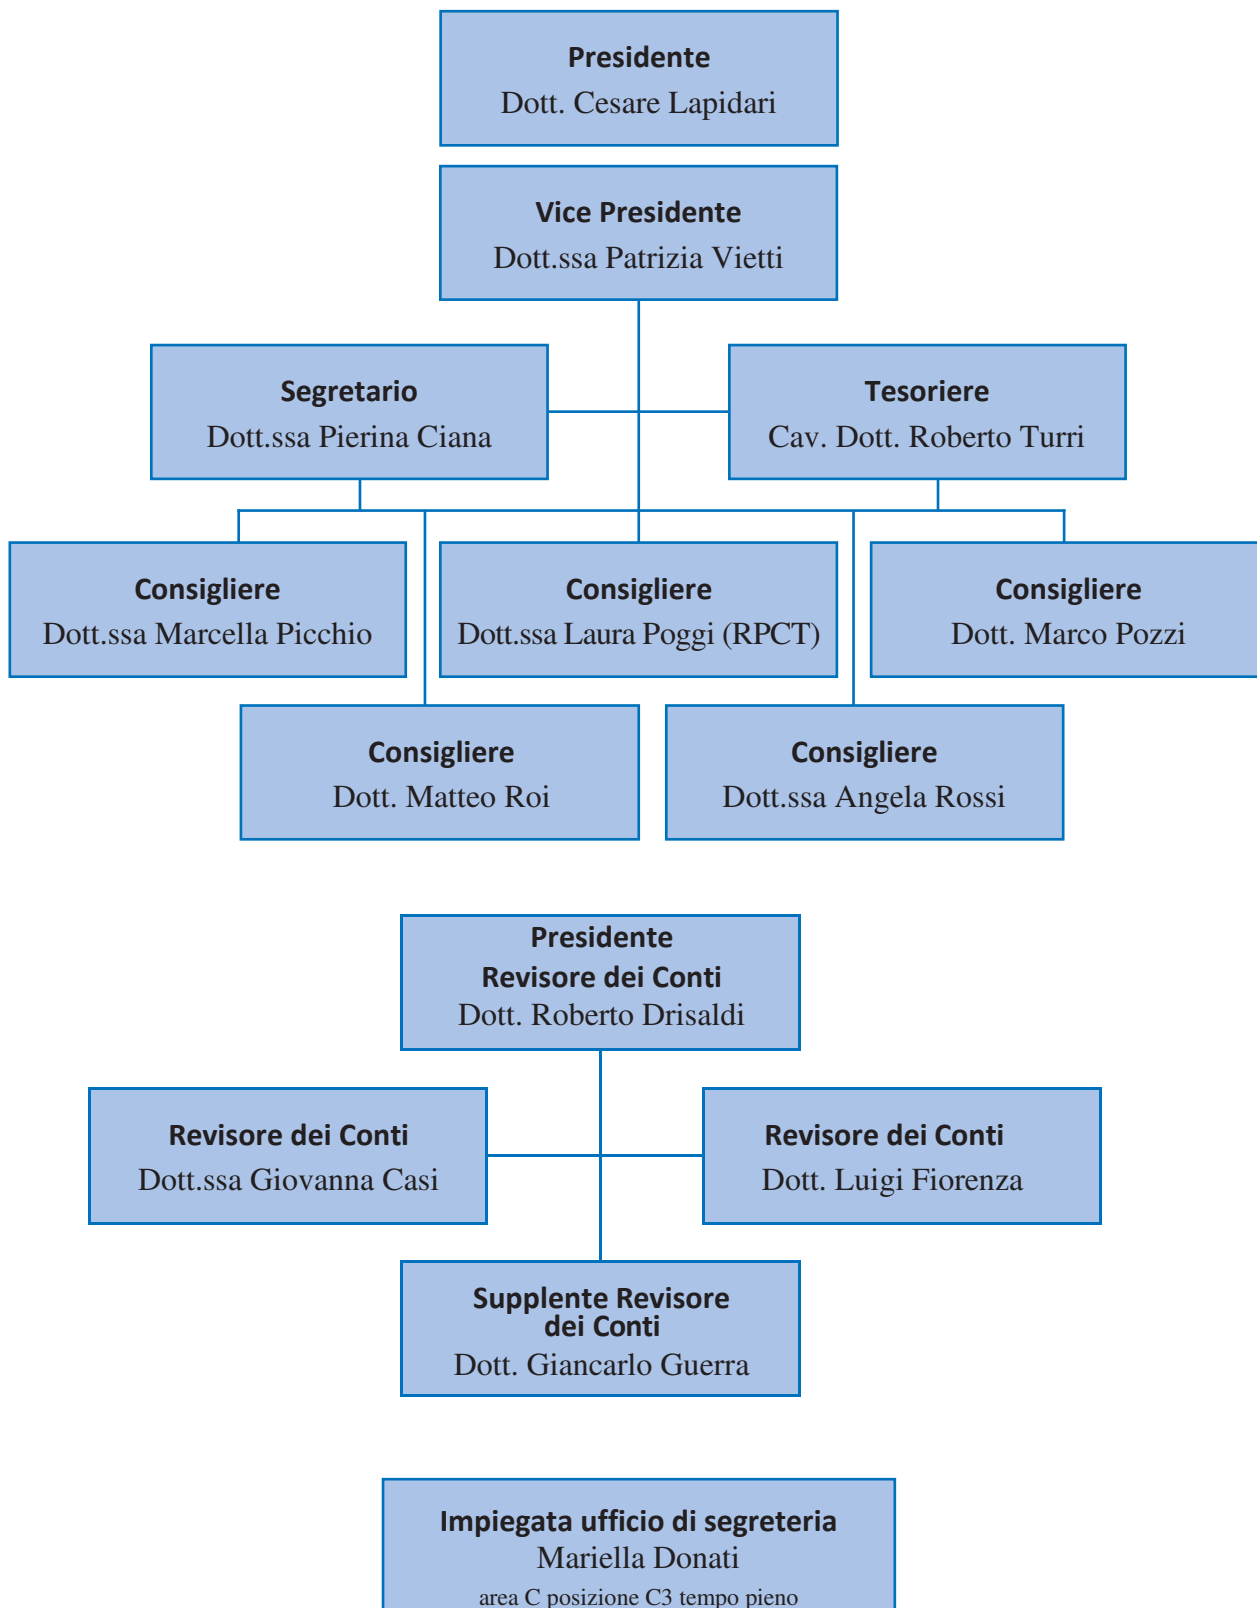 Presidente
Dott. Cesare Lapidari
Vice Presidente
Dott.ssa Patrizia Vietti
Segretario
Dott.ssa Pierina Ciana
Tesoriere
Cav. Dott. Roberto Turri
Consigliere
Dott.ssa Marcella Picchio
Consigliere
Dott.ssa Laura Poggi (RPCT)
Consigliere
Dott. Marco Pozzi
Consigliere
Dott. Matteo Roi
Consigliere
Dott.ssa Angela Rossi
Presidente
Revisore dei Conti
Dott. Roberto Drisaldi
Revisore dei Conti
Dott.ssa Giovanna Casi
Revisore dei Conti
Dott. Luigi Fiorenza
Supplente Revisore
dei Conti
Dott. Giancarlo Guerra
Impiegata ufficio di segreteria
Mariella Donati
area C posizione C3 tempo pieno